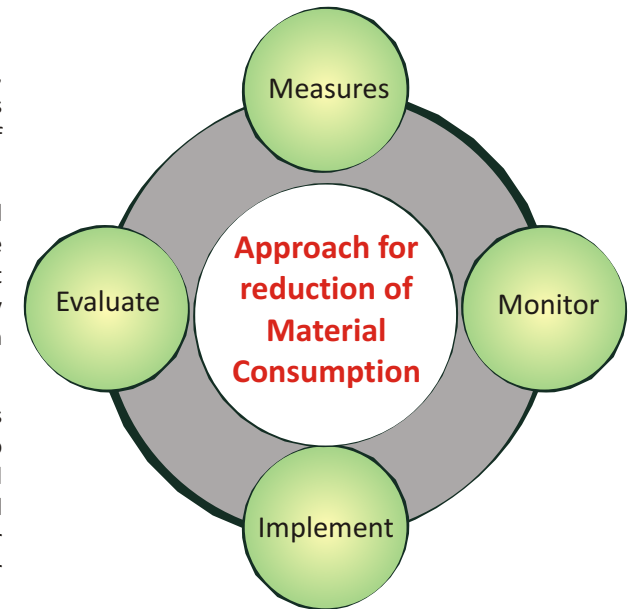 Measures
Approach for
reduction of
Material
Consumption
Evaluate
Monitor
Implement